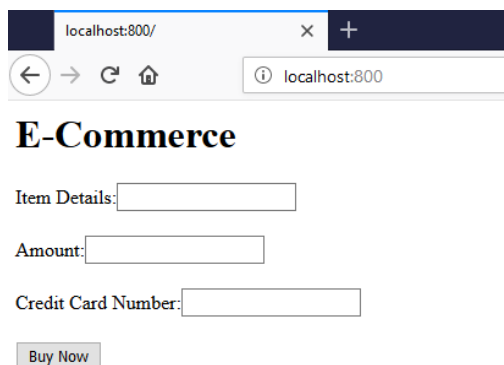 localhost:800/
localhost:800
E-Commerce
Item Details:
Amount:
Credit Card Number:
Buy Now